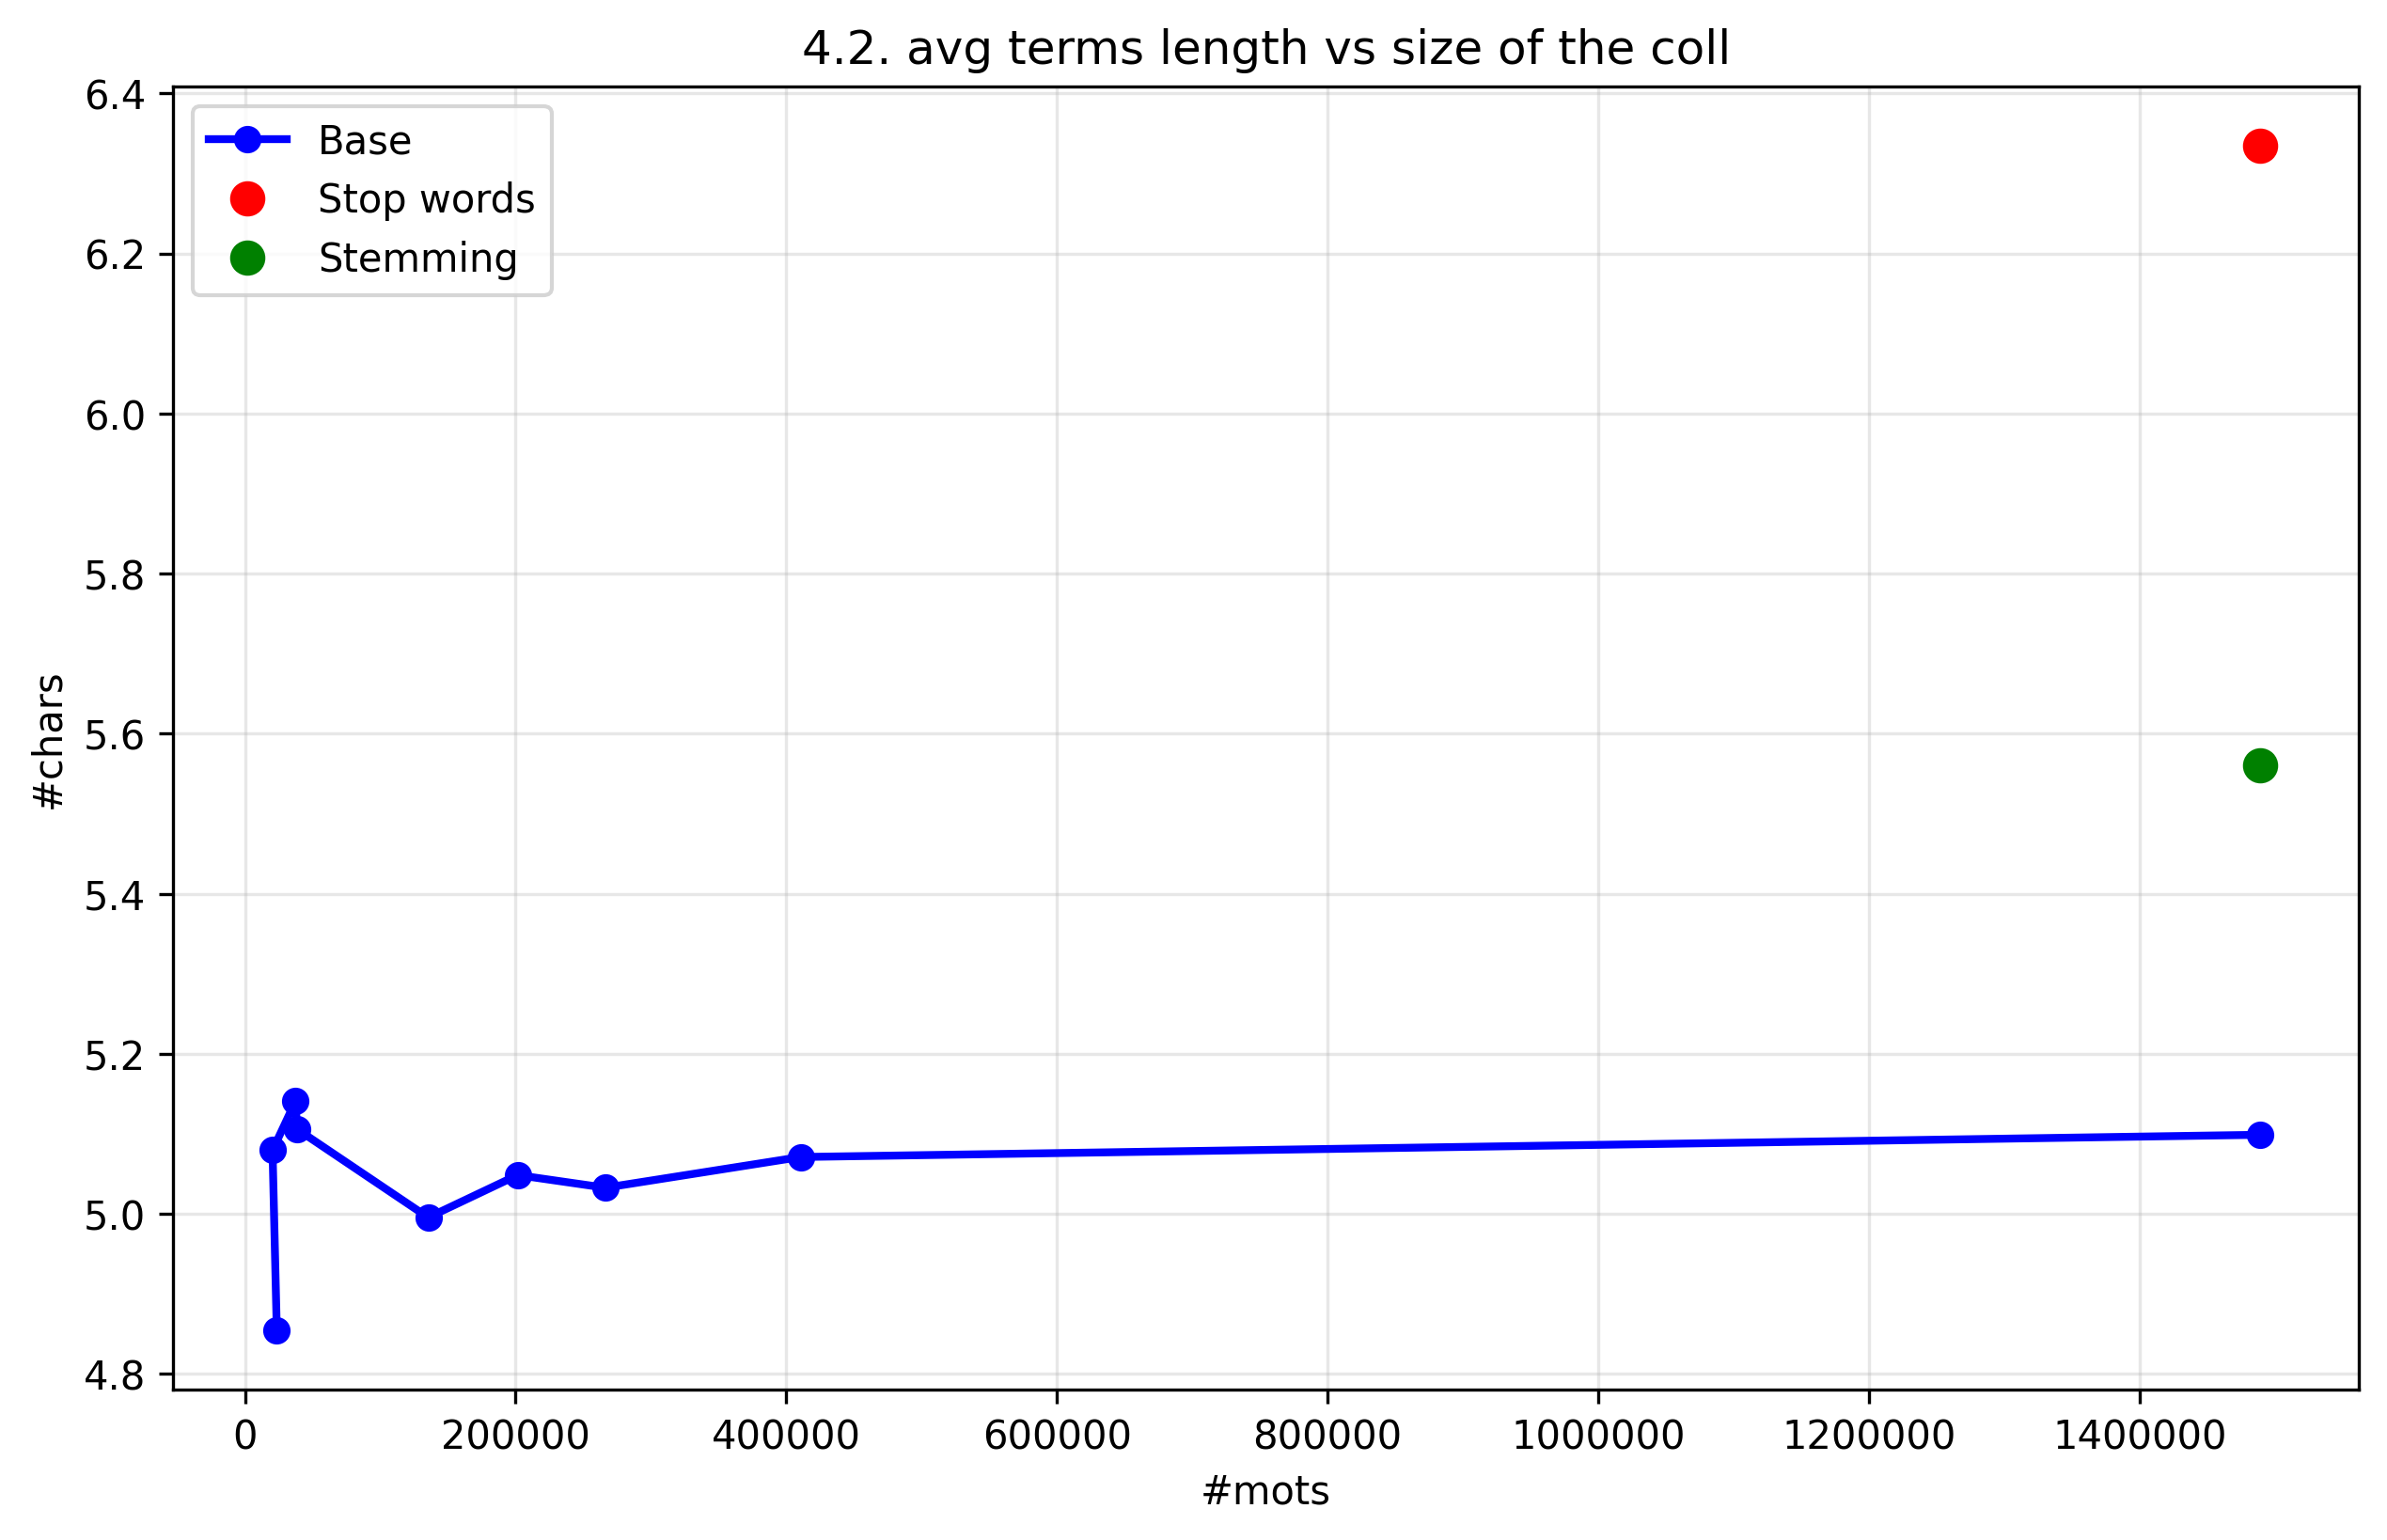 4.2. avg terms length vs size of the coll
6.4
6.2
6.0
5.8
5.6
5.4
5.2
5.0
4.8
#chars
Base
Stop words
Stemming
0 200000 400000 600000 800000 1000000 1200000 1400000
#mots